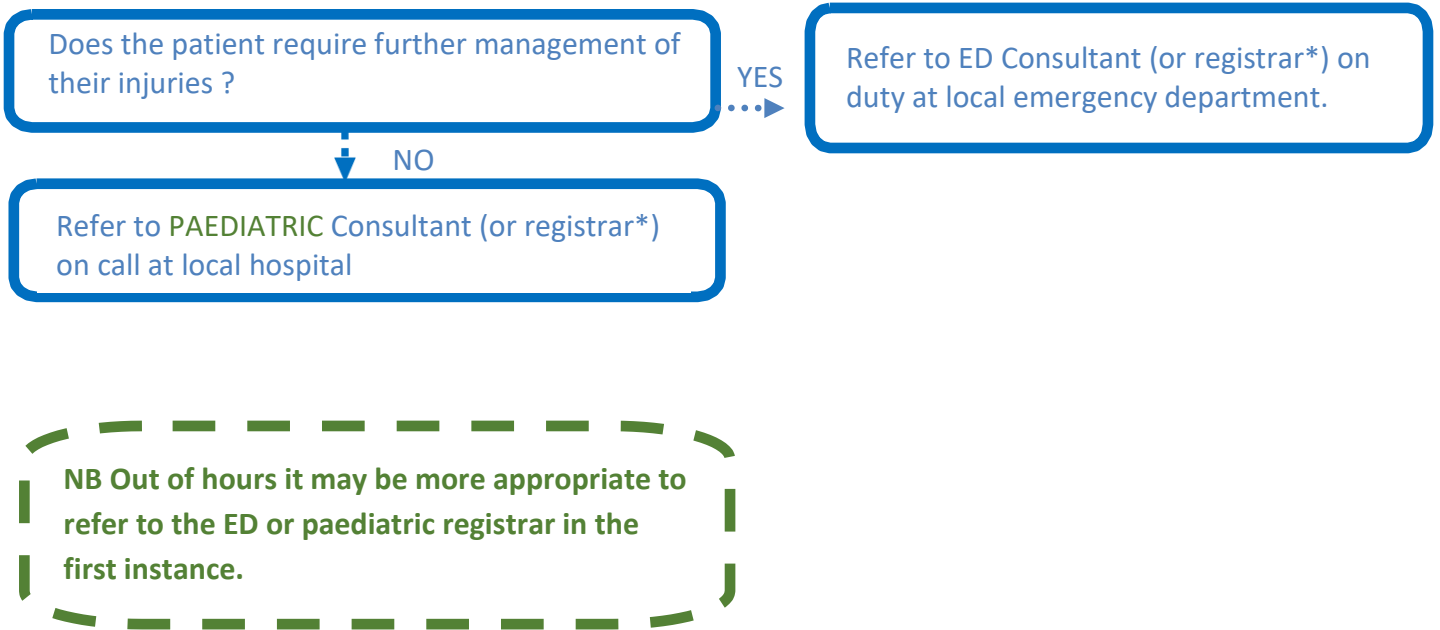 Does the patient require further management of
their injuries ?
YES
Refer to ED Consultant (or registrar*) on
duty at local emergency department.
NO
Refer to PAEDIATRIC Consultant (or registrar*)
on call at local hospital
NB Out of hours it may be more appropriate to
refer to the ED or paediatric registrar in the
first instance.